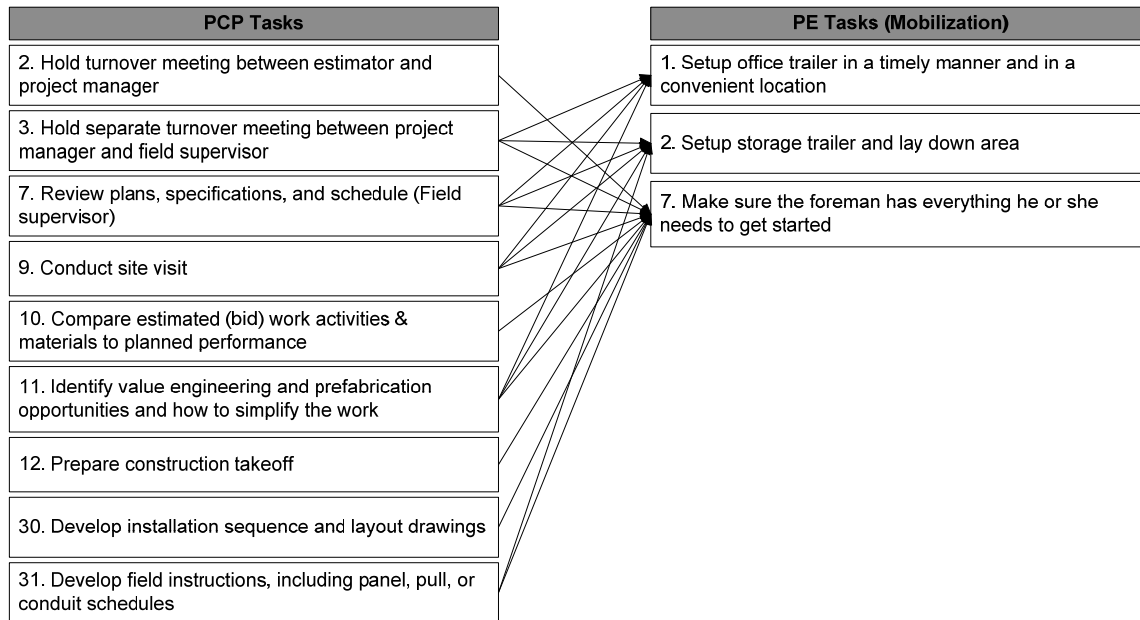 PCP Tasks
2. Hold turnover meeting between estimator and
project manager
3. Hold separate turnover meeting between project
manager and field supervisor
7. Review plans, specifications, and schedule (Field
supervisor)
9. Conduct site visit
10. Compare estimated (bid) work activities &
materials to planned performance
11. Identify value engineering and prefabrication
opportunities and how to simplify the work
12. Prepare construction takeoff
30. Develop installation sequence and layout drawings
31. Develop field instructions, including panel, pull, or
conduit schedules
PE Tasks (Mobilization)
1. Setup office trailer in a timely manner and in a
convenient location
2. Setup storage trailer and lay down area
7. Make sure the foreman has everything he or she
needs to get started